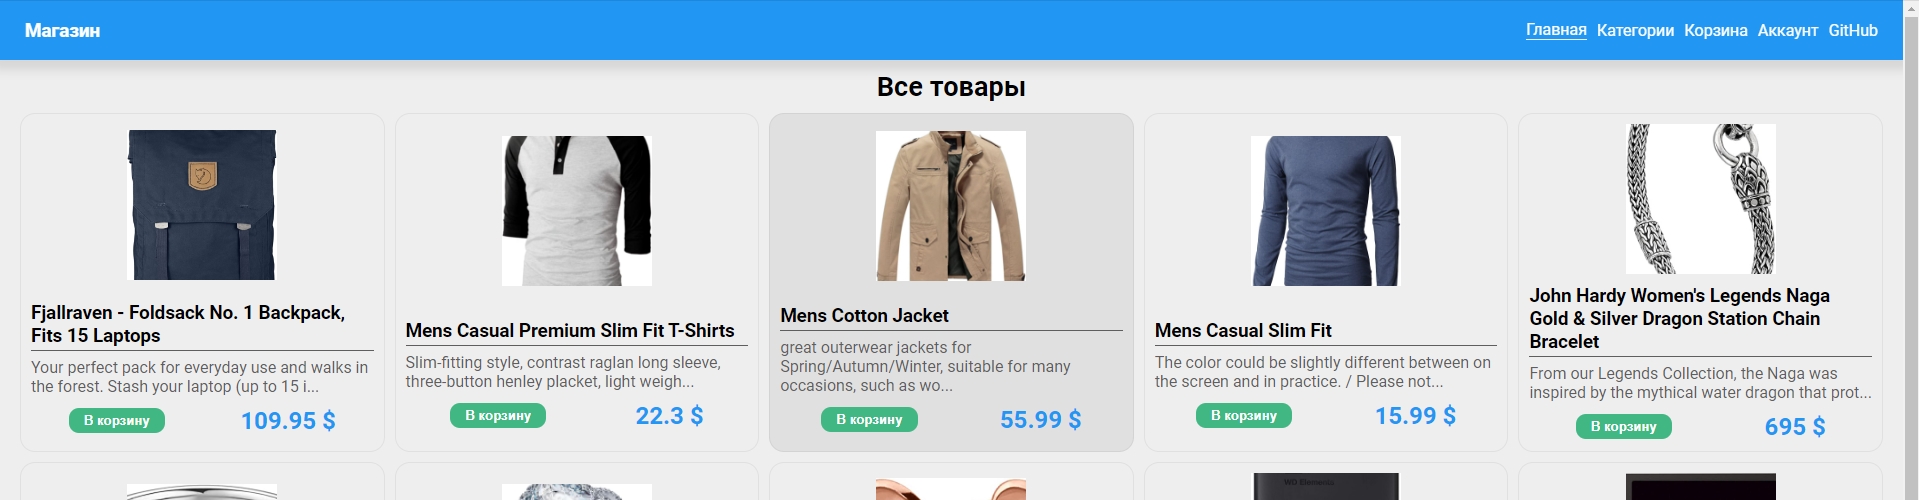 Магазин
Главная Категории Корзина Аккаунт GitHub
Все товары
Fjallraven - Foldsack No. 1 Backpack,
Fits 15 Laptops
Your perfect pack for everyday use and walks in
the forest. Stash your laptop (up to 15 i...
В корзину 109.95 $
Mens Casual Premium Slim Fit T-Shirts
Slim-fitting style, contrast raglan long sleeve,
three-button henley placket, light weigh...
В корзину 22.3 $
Mens Cotton Jacket
great outerwear jackets for
Spring/Autumn/Winter, suitable for many
occasions, such as wo...
В корзину 55.99 $
Mens Casual Slim Fit
The color could be slightly different between on
the screen and in practice. / Please not...
В корзину 15.99 $
John Hardy Women's Legends Naga
Gold & Silver Dragon Station Chain
Bracelet
From our Legends Collection, the Naga was
inspired by the mythical water dragon that prot...
В корзину 695 $
WD Elements